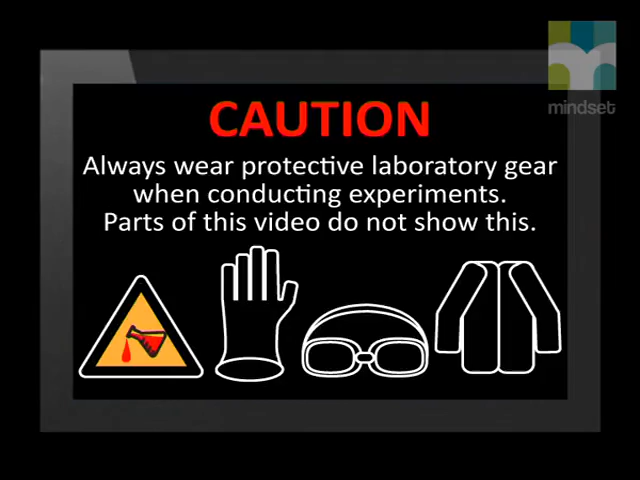 mindset
CAUTION
Always wear protective laboratory gear
when conducting experiments.
Parts of this video do not show this.